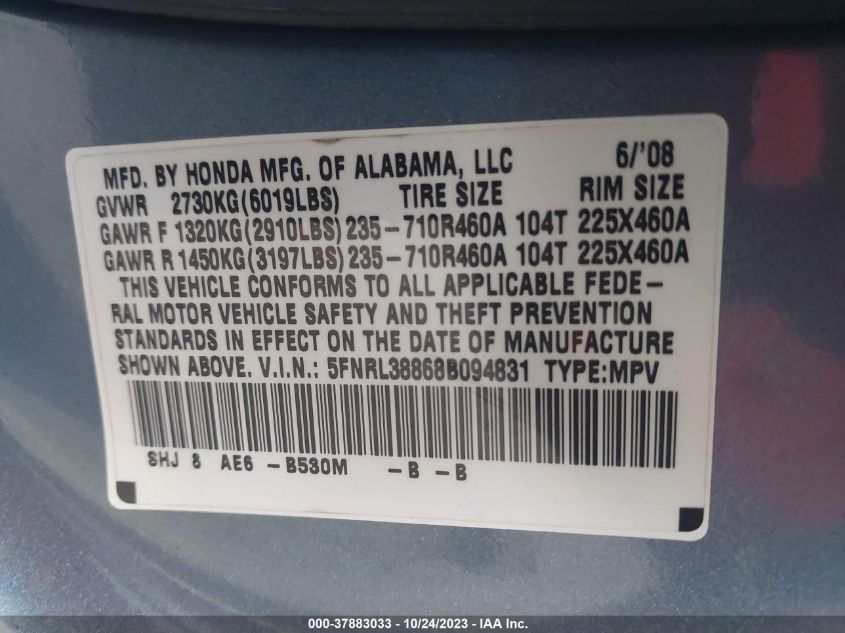 MFD. BY HONDA MFG. OF ALABAMA, LLC 6/'08
GVWR 2730KG(6019LBS) TIRE SIZE RIM SIZE
GAWR F 1320KG(2910LBS) 235-710R460A 104T 225X460A
GAWR R 1450KG(3197LBS) 235-710R460A 104T 225X460A
THIS VEHICLE CONFORMS TO ALL APPLICABLE FEDE-
RAL MOTOR VEHICLE SAFETY AND THEFT PREVENTION
STANDARDS IN EFFECT ON THE DATE OF MANUFACTURE
SHOWN ABOVE. V.I.N.: 5FNRL38868B094831 TYPE:MPV
SHJ 8 AE6 -B530M -B -B
000-37883033 - 10/24/2023 - IAA Inc.